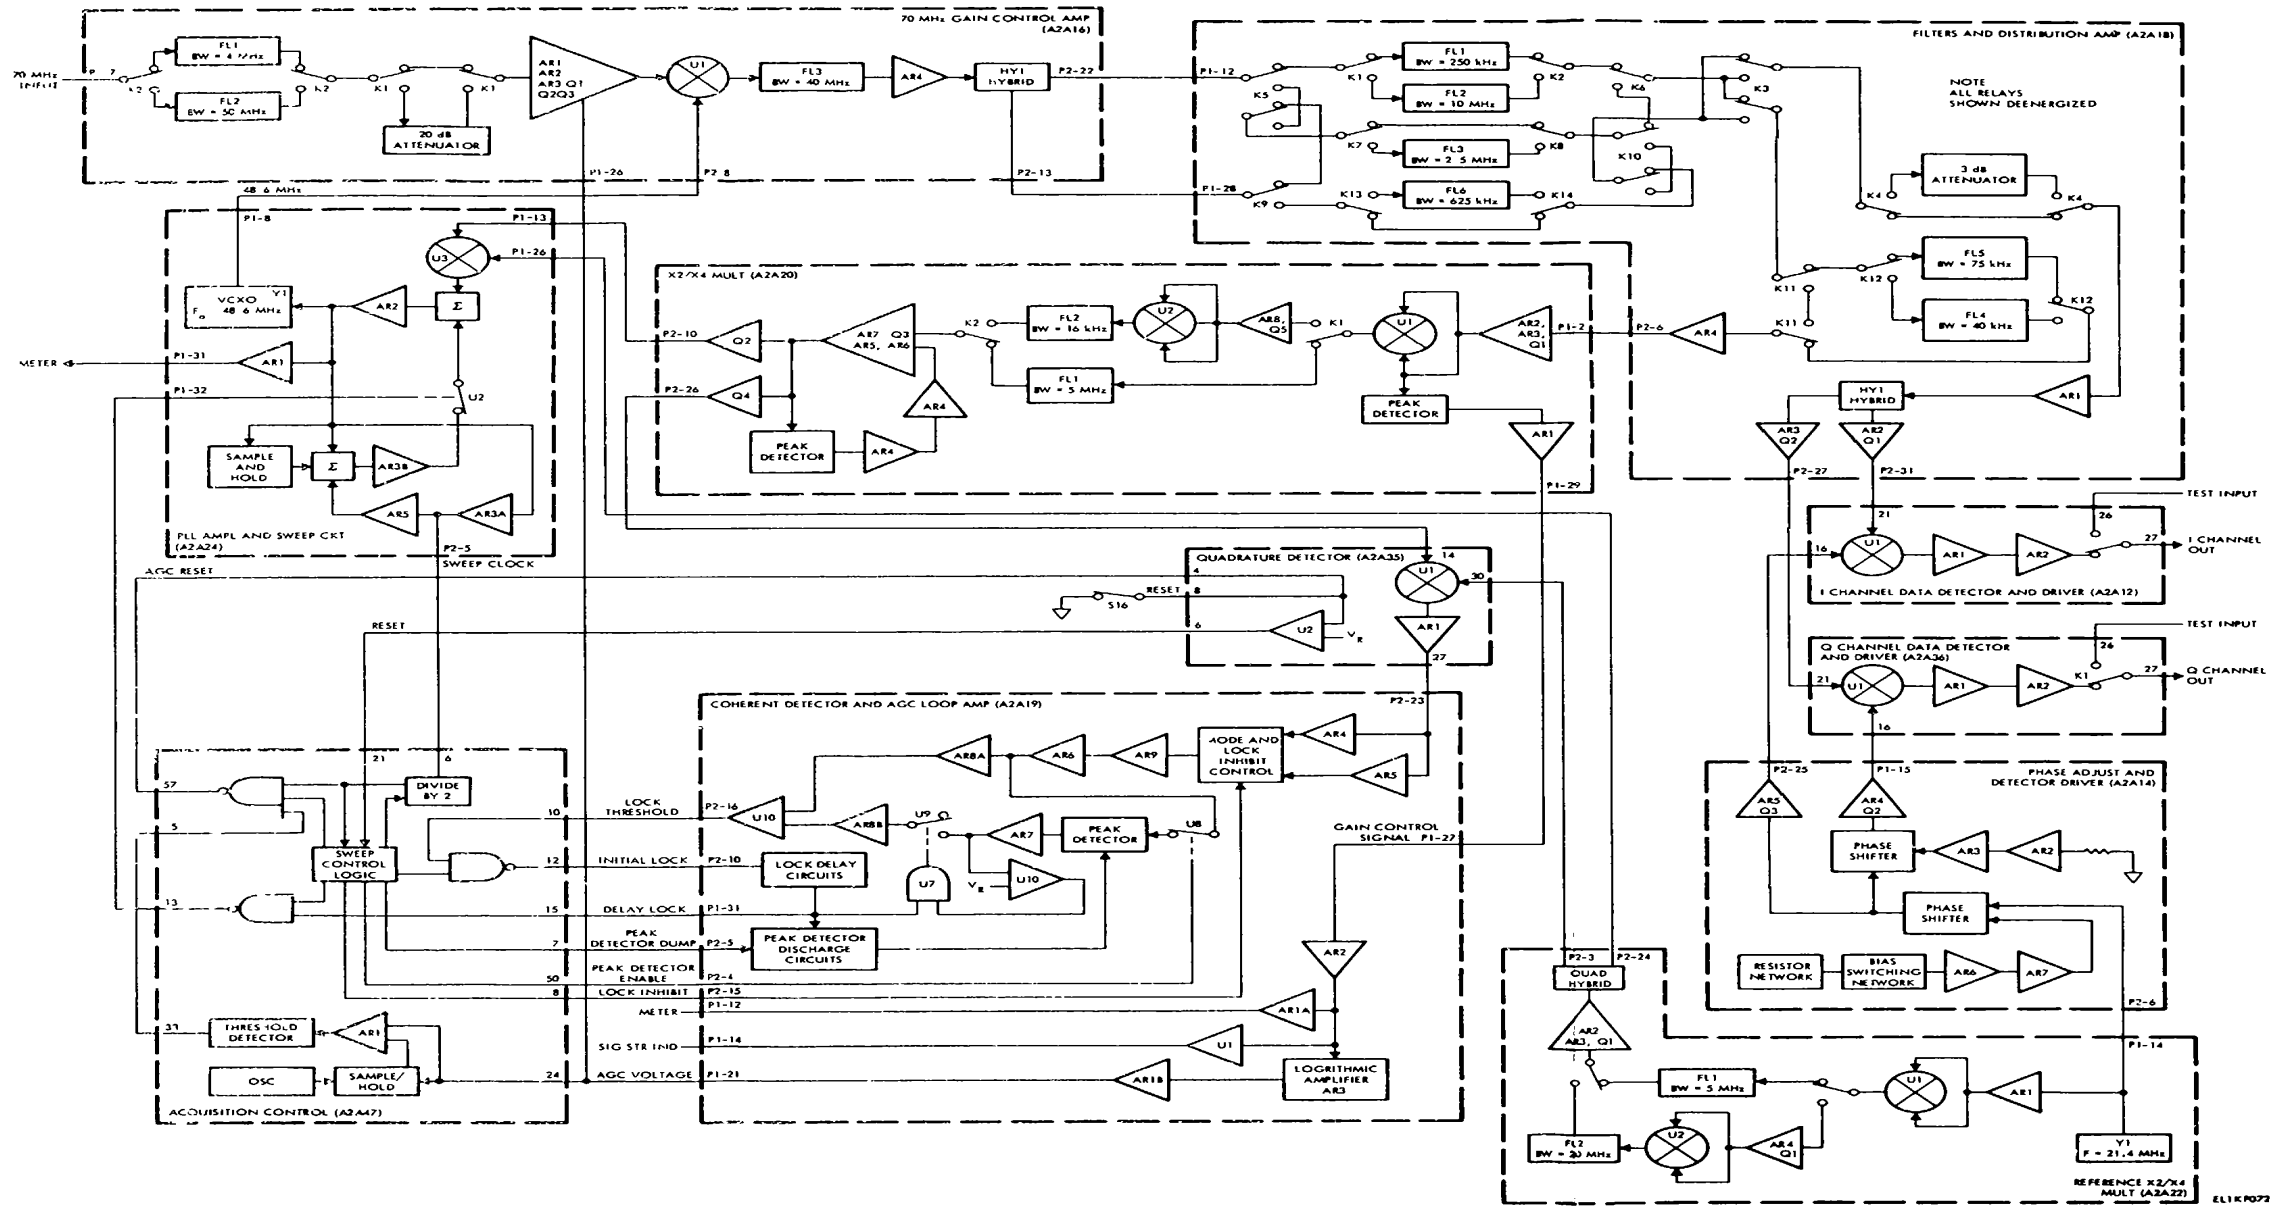 70 MHz GAIN CONTROL AMP
(A2A16)
70 MHz
INPUT
7
K2
FL1
FL2
BW = 50 MHz
K2
K1
K1
20 dB
ATTENUATOR
AR1
AR2
AR3 Q1
Q2Q3
U1
FL3
BW = 40 MHz
AR4
HY1
HYBRID
P2-22
P1-26
P2-8
P2-13
48 6 MHz
FILTERS AND DISTRIBUTION AMP (A2A18)
NOTE
ALL RELAYS
SHOWN DEENERGIZED
P1-12
K5
K1
FL1
BW = 250 kHz
FL2
BW = 10 MHz
K2
K6
K3
K7
FL3
BW = 2 5 MHz
K8
K10
P1-28
K9
K13
FL6
BW = 625 kHz
K14
3 dB
ATTENUATOR
K4
K4
FL5
BW = 75 kHz
K12
FL4
BW = 40 kHz
K12
K11
K11
P2-6
AR4
AR1
HY1
HYBRID
AR3
Q2
AR2
Q1
P2-27
P2-31
P1-8
P1-13
U3
P1-26
VCXO
Y1
48 6 MHz
AR2
Σ
METER
P1-31
AR1
P1-32
U2
SAMPLE
AND
HOLD
Σ
AR3B
AR5
AR3A
PLL AMPL AND SWEEP CKT
(A2A24)
P2-5
SWEEP CLOCK
X2/X4 MULT (A2A20)
P2-10
Q2
P2-26
Q4
AR7 Q3
AR5, AR6
AR4
PEAK
DETECTOR
AR4
K2
FL2
BW = 16 kHz
FL1
BW = 5 MHz
U2
AR8,
Q5
K1
U1
AR2,
AR3,
Q1
P1-2
PEAK
DETECTOR
AR1
P1-29
TEST INPUT
21
26
16
U1
AR1
AR2
27
I CHANNEL
OUT
I CHANNEL DATA DETECTOR AND DRIVER (A2A12)
TEST INPUT
Q CHANNEL DATA DETECTOR
AND DRIVER (A2A36)
26
21
U1
AR1
AR2
K1
27
Q CHANNEL
OUT
16
AGC RESET
QUADRATURE DETECTOR (A2A35)
14
4
U1
30
S16
RESET
8
RESET
6
U2
VR
AR1
27
COHERENT DETECTOR AND AGC LOOP AMP (A2A19)
P2-23
AR8A
AR6
AR9
MODE AND
LOCK
INHIBIT
CONTROL
AR4
AR5
LOCK
THRESHOLD
P2-16
U10
AR8B
U9
AR7
PEAK
DETECTOR
U8
INITIAL LOCK
P2-10
LOCK DELAY
CIRCUITS
U7
VR
U10
DELAY LOCK
P1-31
PEAK
DETECTOR DUMP
P2-5
PEAK DETECTOR
DISCHARGE
CIRCUITS
PEAK DETECTOR
ENABLE
P2-4
LOCK INHIBIT
P2-15
P1-12
METER
AR1A
SIG STR IND
P1-14
U1
AGC VOLTAGE
P1-21
AR1B
LOGRITHMIC
AMPLIFIER
AR3
AR2
GAIN CONTROL
SIGNAL P1-27
21
6
57
DIVIDE
BY 2
5
10
12
SWEEP
CONTROL
LOGIC
13
15
7
50
8
THRESHOLD
DETECTOR
AR1
OSC
SAMPLE/
HOLD
24
ACQUISITION CONTROL (A2A47)
P2-25
P1-15
PHASE ADJUST AND
DETECTOR DRIVER (A2A14)
AR5
Q3
AR4
Q2
PHASE
SHIFTER
AR3
AR2
PHASE
SHIFTER
RESISTOR
NETWORK
BIAS
SWITCHING
NETWORK
AR6
AR7
P2-6
P2-3
P2-24
QUAD
HYBRID
AR2
AR3, Q1
P1-14
FL1
BW = 5 MHz
U1
AR1
FL2
BW = 20 MHz
U2
AR4
Q1
Y1
F = 21.4 MHz
REFERENCE X2/X4
MULT (A2A22)
EL1KP072